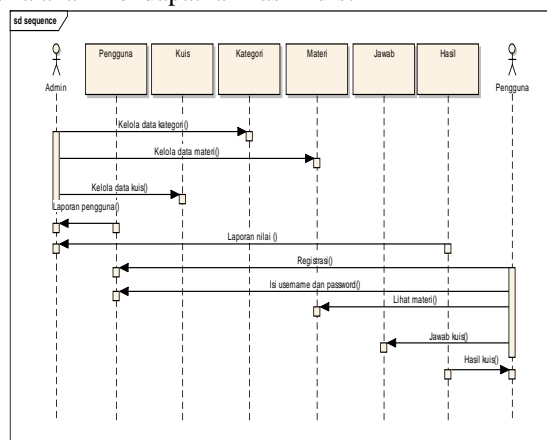 sd sequence
Admin
Pengguna
Kuis
Kategori
Materi
Jawab
Hasil
Pengguna
Kelola data kategori()
Kelola data materi()
Kelola data kuis()
Laporan pengguna()
Laporan nilai ()
Registrasi()
Isi username dan password()
Lihat materi()
Jawab kuis()
Hasil kuis()